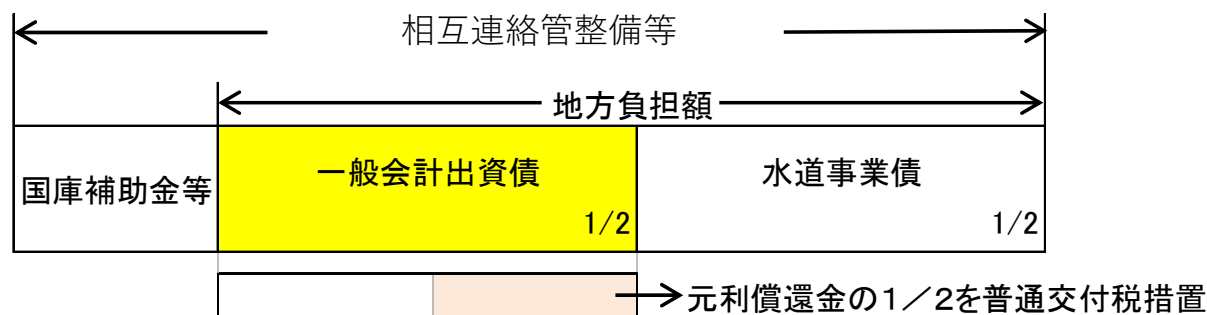 相互連絡管整備等
地方負担額
国庫補助金等
一般会計出資債
1/2
水道事業債
1/2
元利償還金の1／2を普通交付税措置